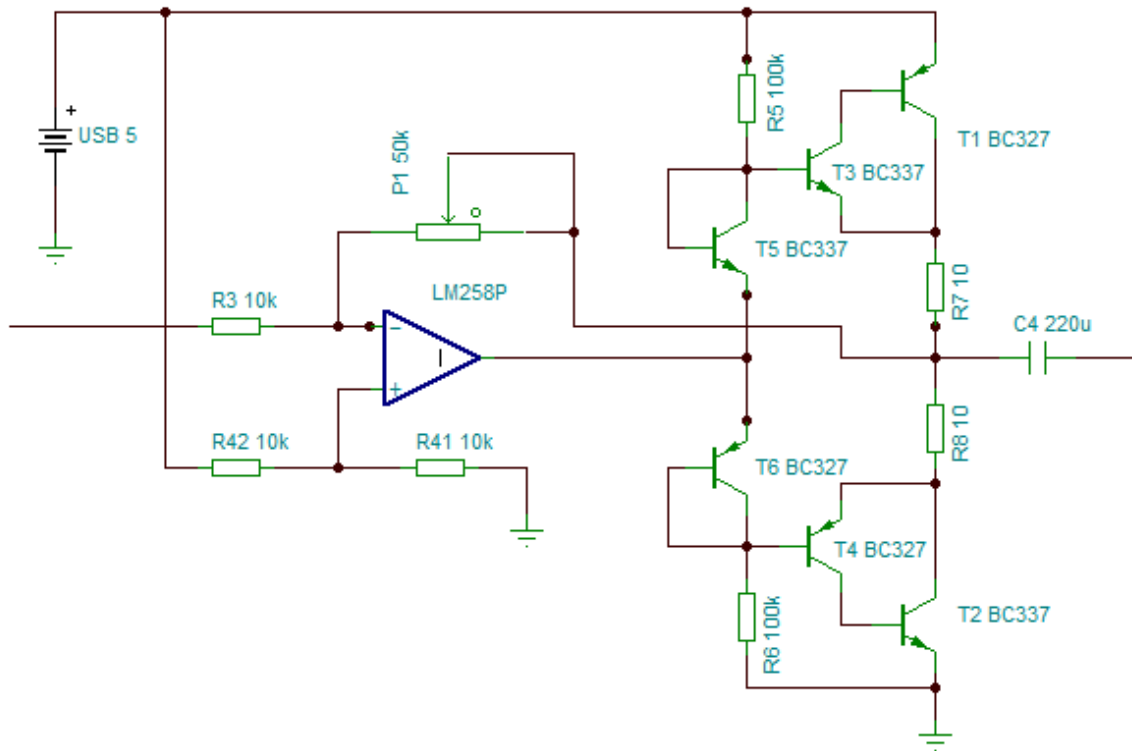 +
USB 5
R5 100k
T1 BC327
P1 50k
T3 BC337
T5 BC337
R7 10
R3 10k
LM258P
C4 220u
-
+
R42 10k
R41 10k
R8 10
T6 BC327
T4 BC327
R6 100k
T2 BC337